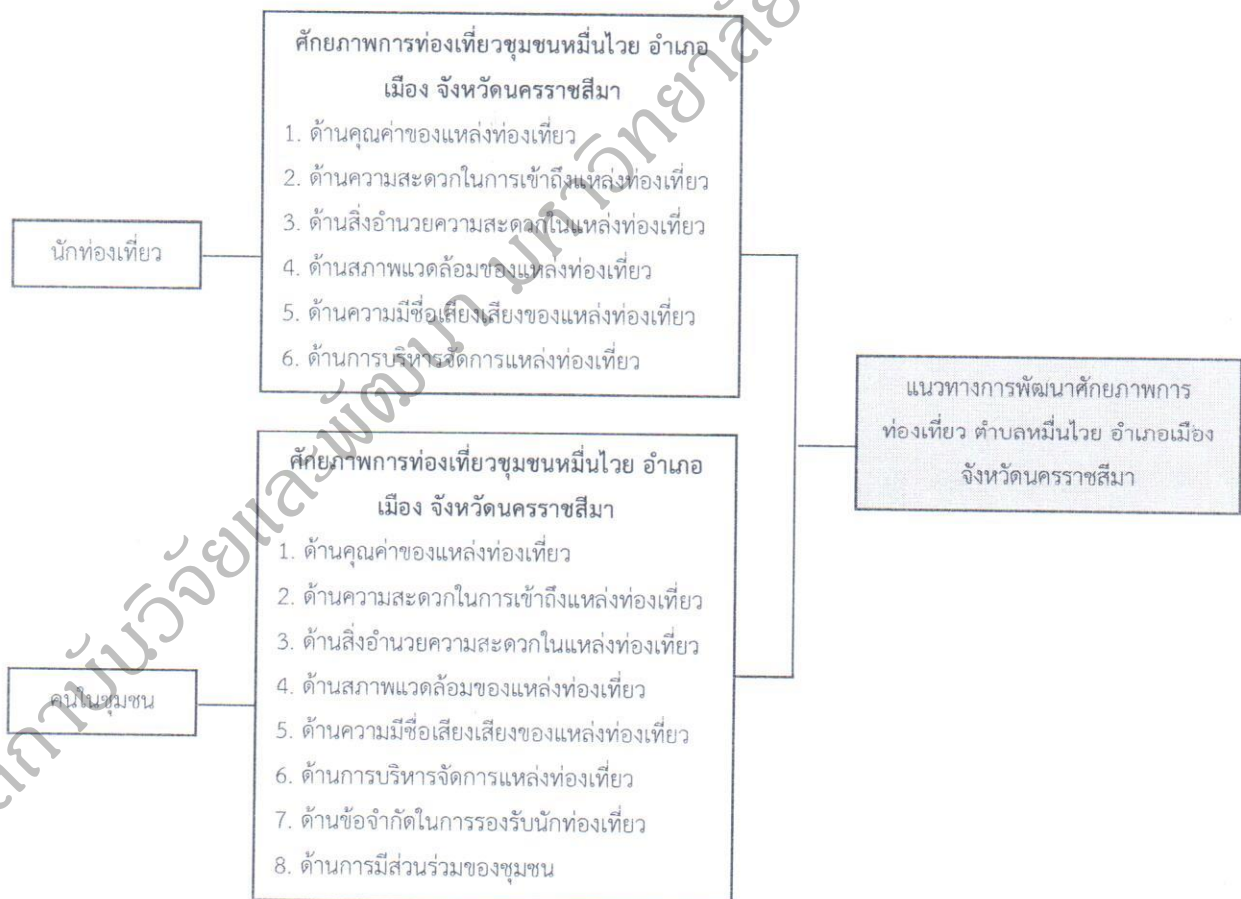 ศักยภาพการท่องเที่ยวชุมชนหมื่นไวย อำเภอ
เมือง จังหวัดนครราชสีมา
1. ด้านคุณค่าของแหล่งท่องเที่ยว
2. ด้านความสะดวกในการเข้าถึงแหล่งท่องเที่ยว
3. ด้านสิ่งอำนวยความสะดวกในแหล่งท่องเที่ยว
4. ด้านสภาพแวดล้อมของแหล่งท่องเที่ยว
5. ด้านความมีชื่อเสียงเสียงของแหล่งท่องเที่ยว
6. ด้านการบริหารจัดการแหล่งท่องเที่ยว
นักท่องเที่ยว
ศักยภาพการท่องเที่ยวชุมชนหมื่นไวย อำเภอ
เมือง จังหวัดนครราชสีมา
1. ด้านคุณค่าของแหล่งท่องเที่ยว
2. ด้านความสะดวกในการเข้าถึงแหล่งท่องเที่ยว
3. ด้านสิ่งอำนวยความสะดวกในแหล่งท่องเที่ยว
4. ด้านสภาพแวดล้อมของแหล่งท่องเที่ยว
5. ด้านความมีชื่อเสียงเสียงของแหล่งท่องเที่ยว
6. ด้านการบริหารจัดการแหล่งท่องเที่ยว
7. ด้านข้อจำกัดในการรองรับนักท่องเที่ยว
8. ด้านการมีส่วนร่วมของชุมชน
คนในชุมชน
แนวทางการพัฒนาศักยภาพการ
ท่องเที่ยว ตำบลหมื่นไวย อำเภอเมือง
จังหวัดนครราชสีมา
สถาบันวิจัยและพัฒนา มหาวิทยาลัย